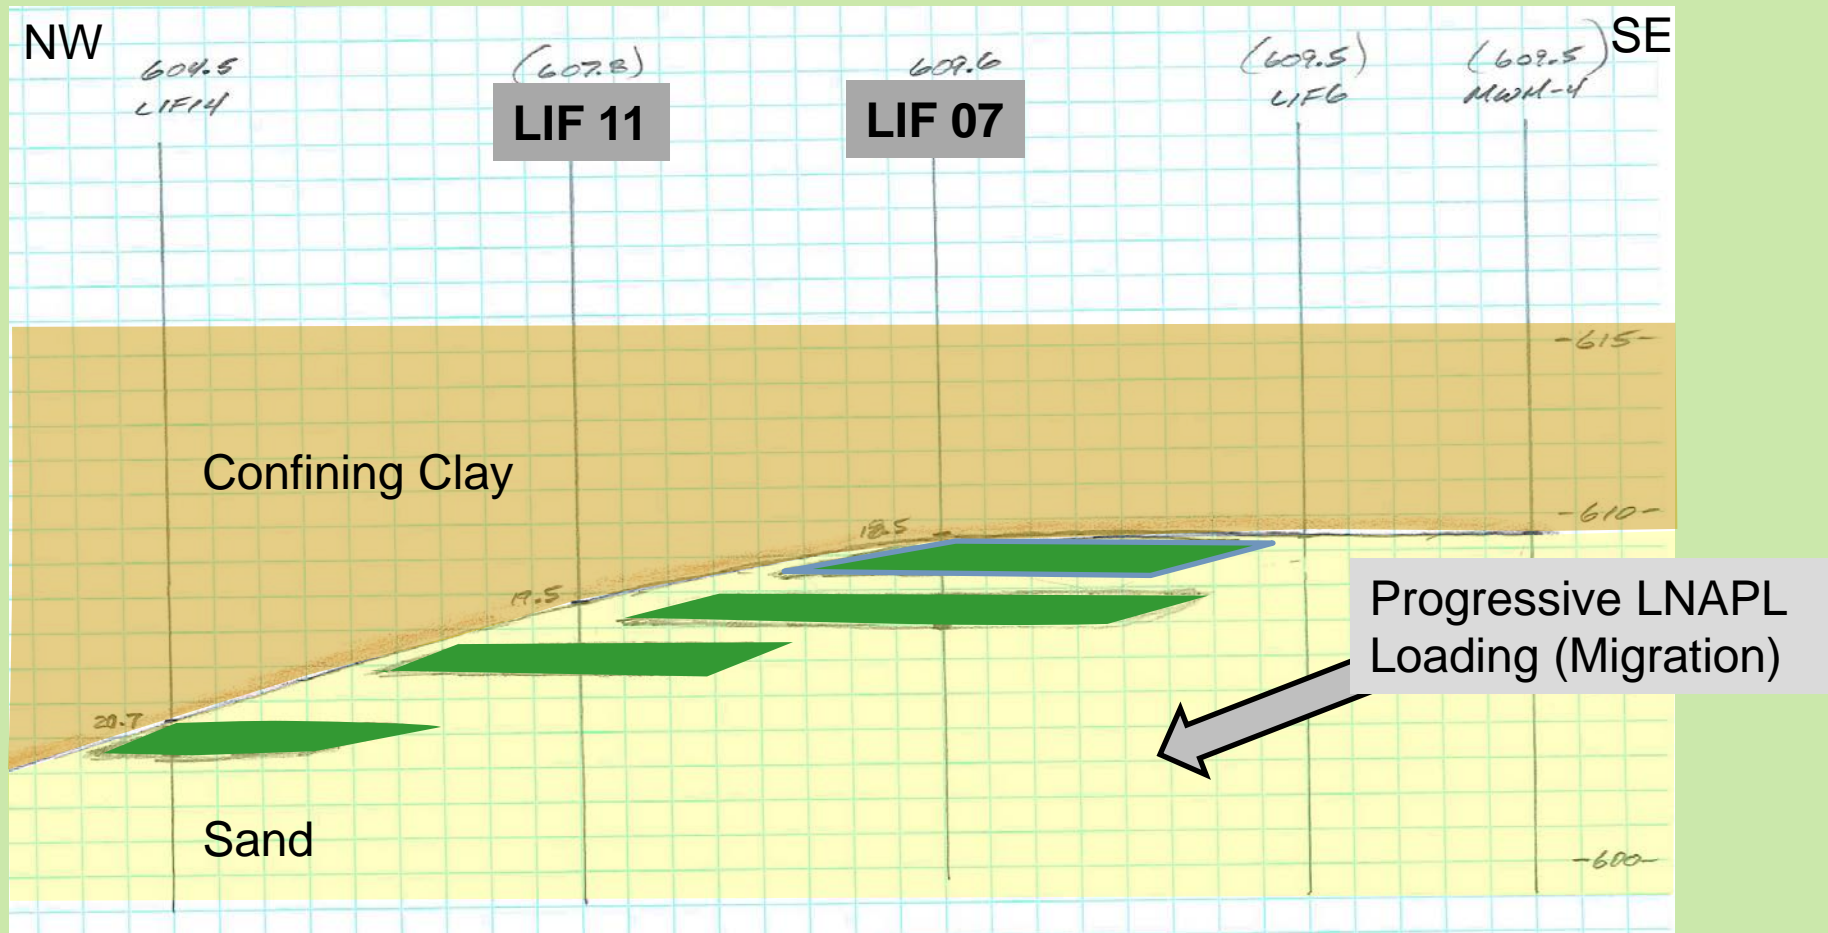 NW
SE
604.5
(607.8)
609.6
(609.5)
(609.5)
LIF14
LIF 11
LIF 07
LIF6
MWM-4
-615-
Confining Clay
-610-
18.5
19.5
Progressive LNAPL
Loading (Migration)
20.7
Sand
-600-